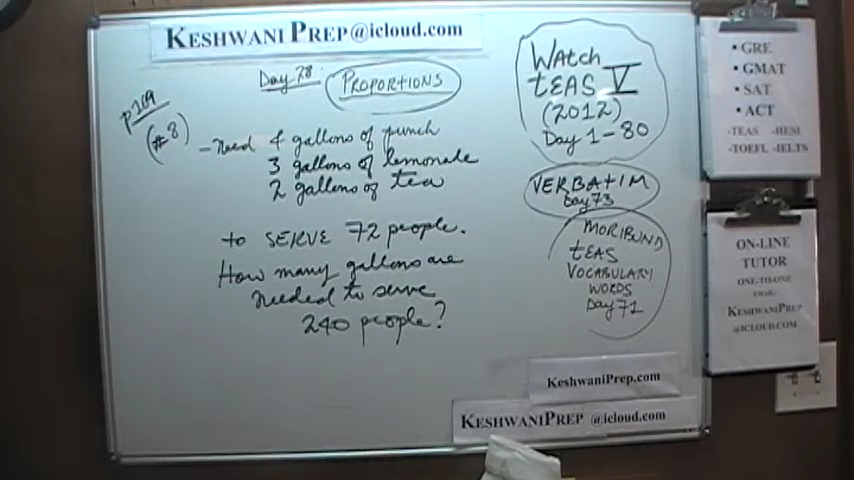 KESHWANI PREP@icloud.com
Day 28: PROPORTIONS
p169
(#8)
- Need 4 gallons of punch
3 gallons of lemonade
2 gallons of tea
to SERVE 72 people.
How many gallons are
needed to serve
240 people?
WAtch
tEAS V
(2012)
Day 1-80
VERBATIM
Day 73
MORIBUND
tEAS
VOCABULARY
WORDS
Day 71
KESHWANIPREP.com
KESHWANIPREP @icloud.com
• GRE
• GMAT
• SAT
• ACT
-TEAS -HESI
-TOEFL -IELTS
ON-LINE
TUTOR
ONE-TO-ONE
EMAIL:
KESHWANIPREP
@ICLOUD.COM